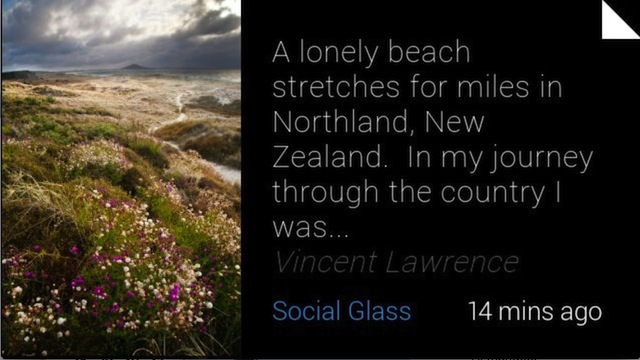 A lonely beach
stretches for miles in
Northland, New
Zealand.  In my journey
through the country I
was...
Vincent Lawrence
Social Glass 14 mins ago